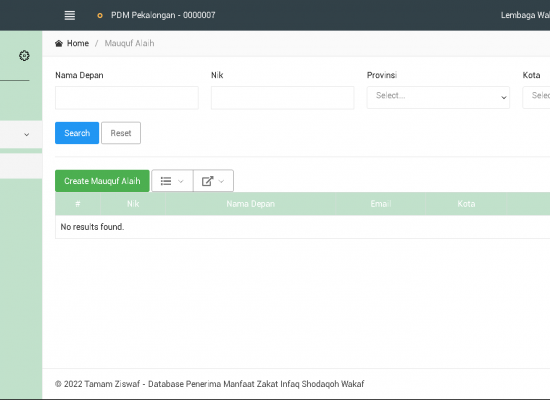 PDM Pekalongan - 0000007 Lembaga Wa
Home / Mauquf Alaih
Nama Depan Nik Provinsi Kota
Select... Selec
Search Reset
Create Mauquf Alaih
# Nik Nama Depan Email Kota
No results found.
© 2022 Tamam Ziswaf - Database Penerima Manfaat Zakat Infaq Shodaqoh Wakaf